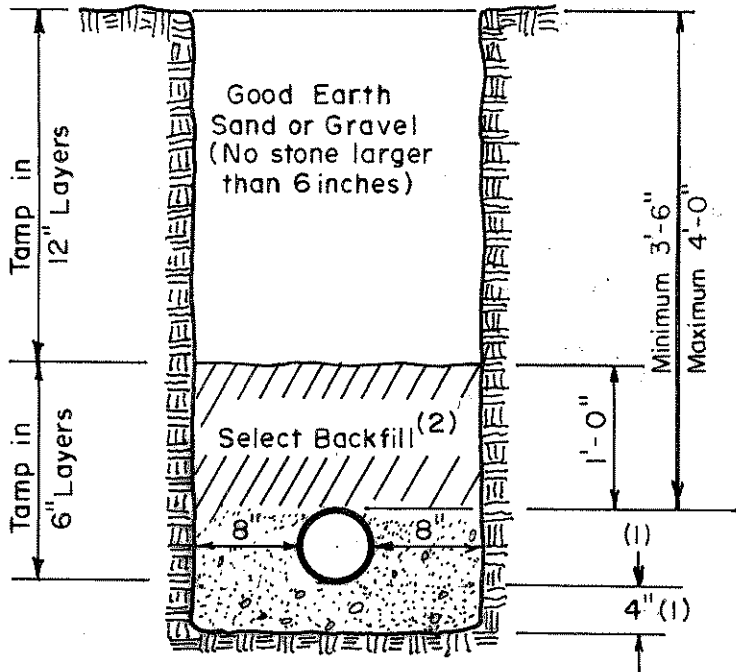 Good Earth
Sand or Gravel
(No stone larger
than 6 inches)
Tamp in
12" Layers
Minimum 3'-6"
Maximum 4'-0"
Select Backfill(2)
1'-0"
Tamp in
6" Layers
8"
8"
(1)
4"(1)